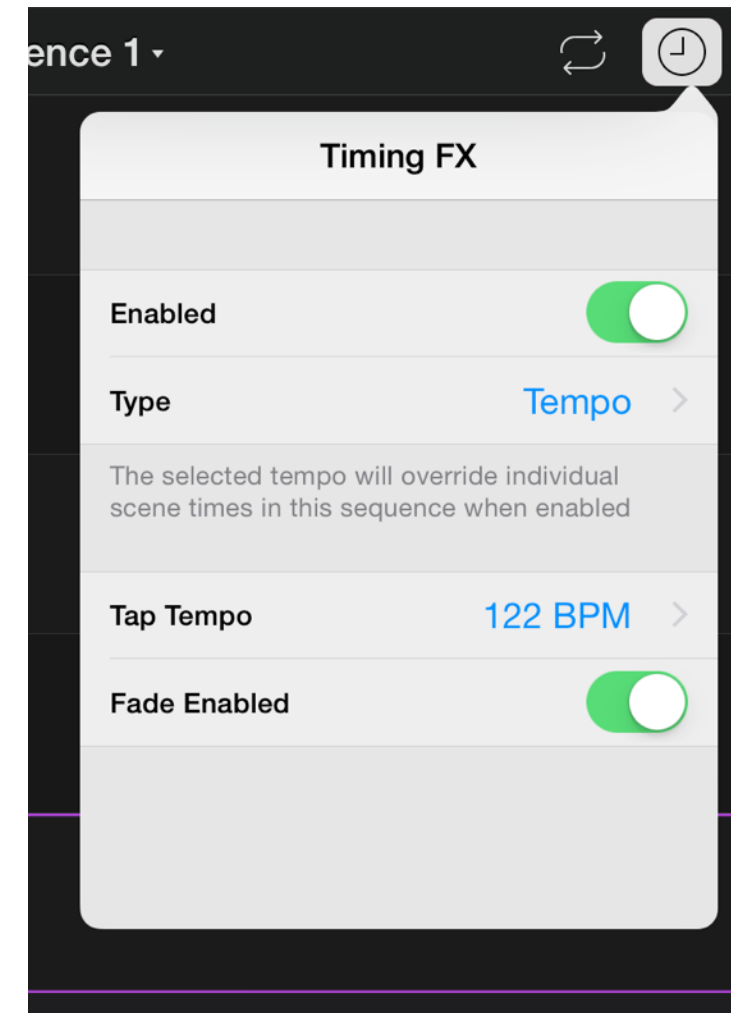 ence 1
Timing FX
Enabled
Type Tempo
The selected tempo will override individual
scene times in this sequence when enabled
Tap Tempo 122 BPM
Fade Enabled